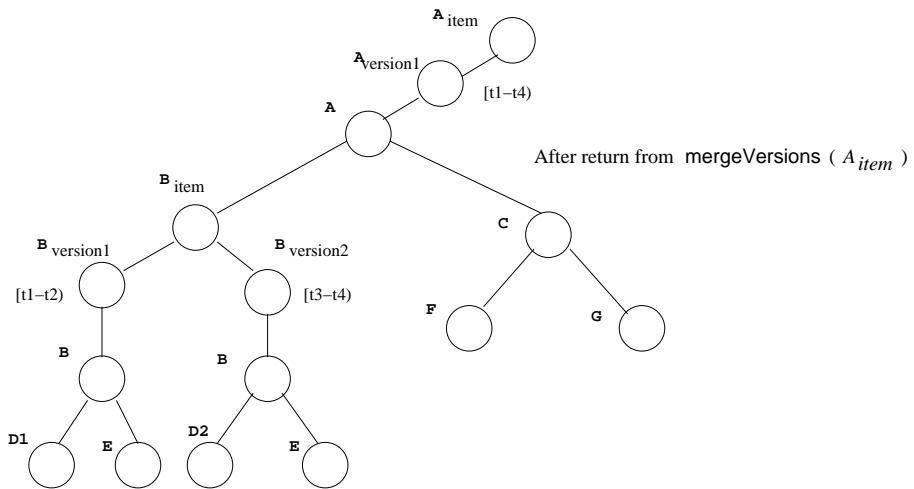 A item
A version1
[t1–t4)
A
After return from mergeVersions ( A item )
B item
C
B version1
B version2
[t1–t2)
[t3–t4)
F
G
B
B
D1
E
D2
E